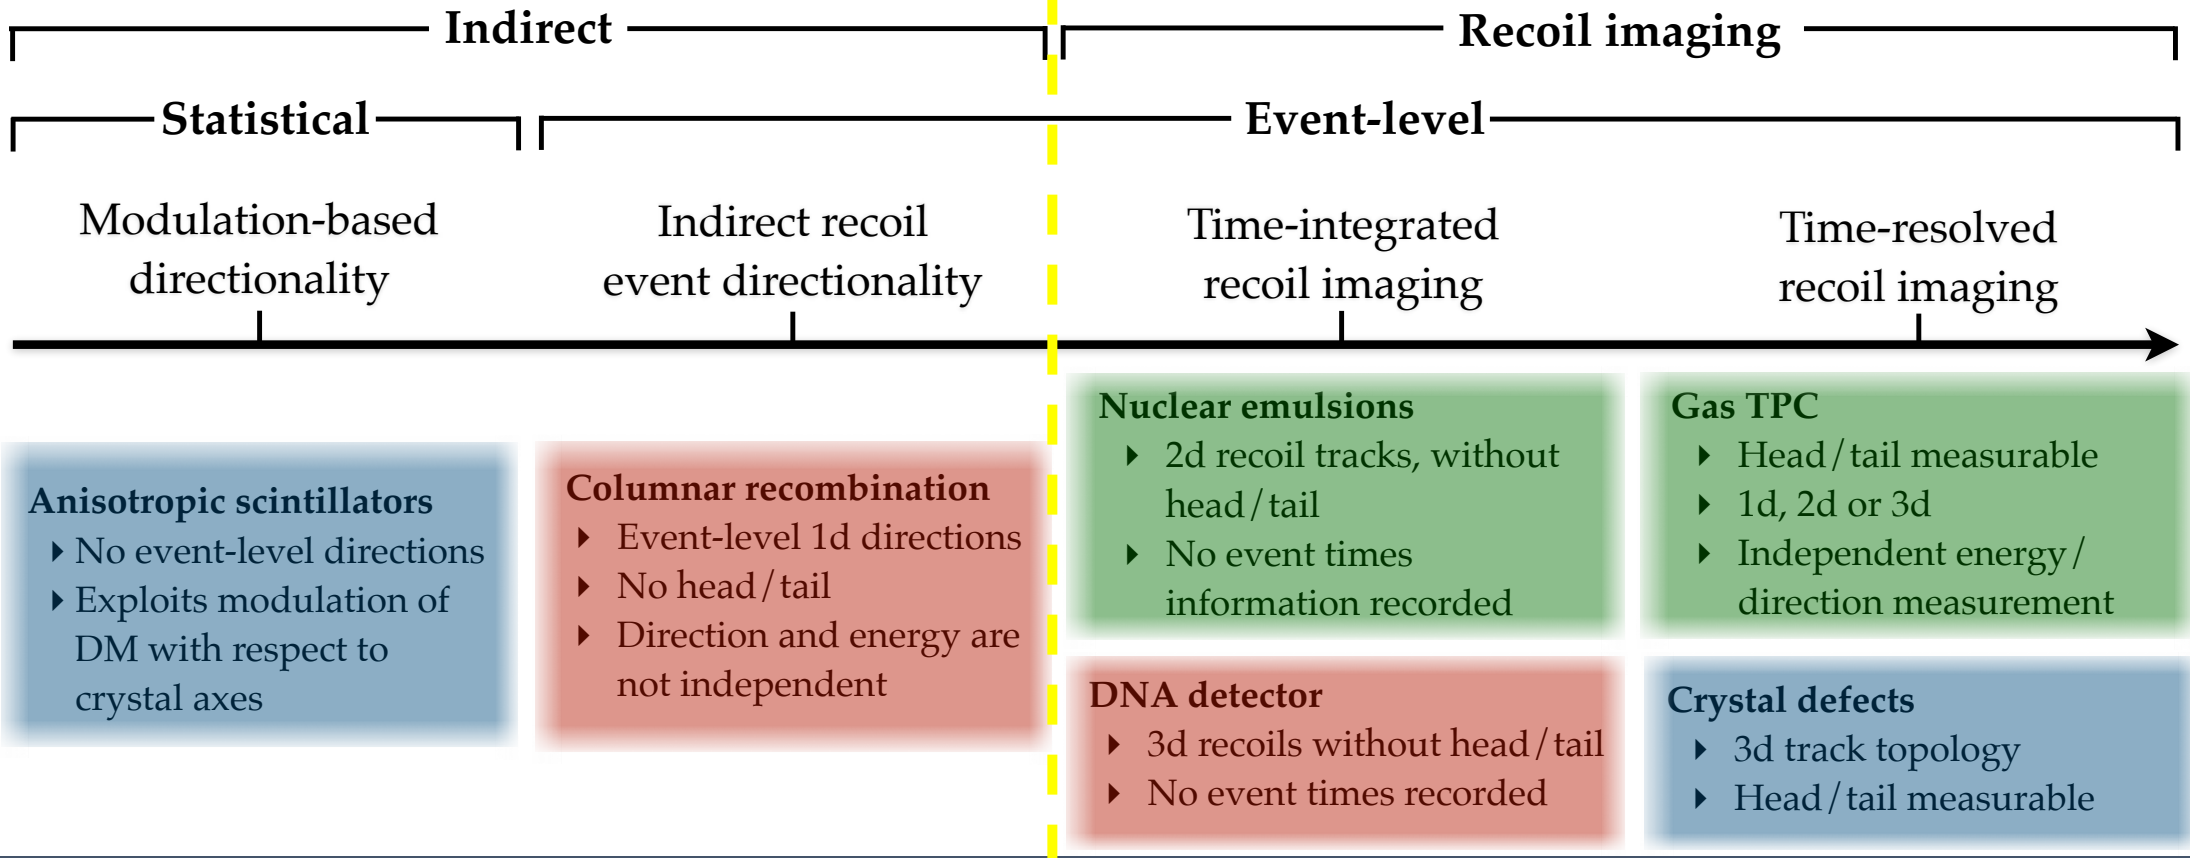 Indirect
Recoil imaging
Statistical
Event-level
Modulation-based
directionality
Indirect recoil
event directionality
Time-integrated
recoil imaging
Time-resolved
recoil imaging
Anisotropic scintillators
No event-level directions
Exploits modulation of
DM with respect to
crystal axes
Columnar recombination
Event-level 1d directions
No head/tail
Direction and energy are
not independent
Nuclear emulsions
2d recoil tracks, without
head/tail
No event times
information recorded
DNA detector
3d recoils without head/tail
No event times recorded
Gas TPC
Head/tail measurable
1d, 2d or 3d
Independent energy/
direction measurement
Crystal defects
3d track topology
Head/tail measurable